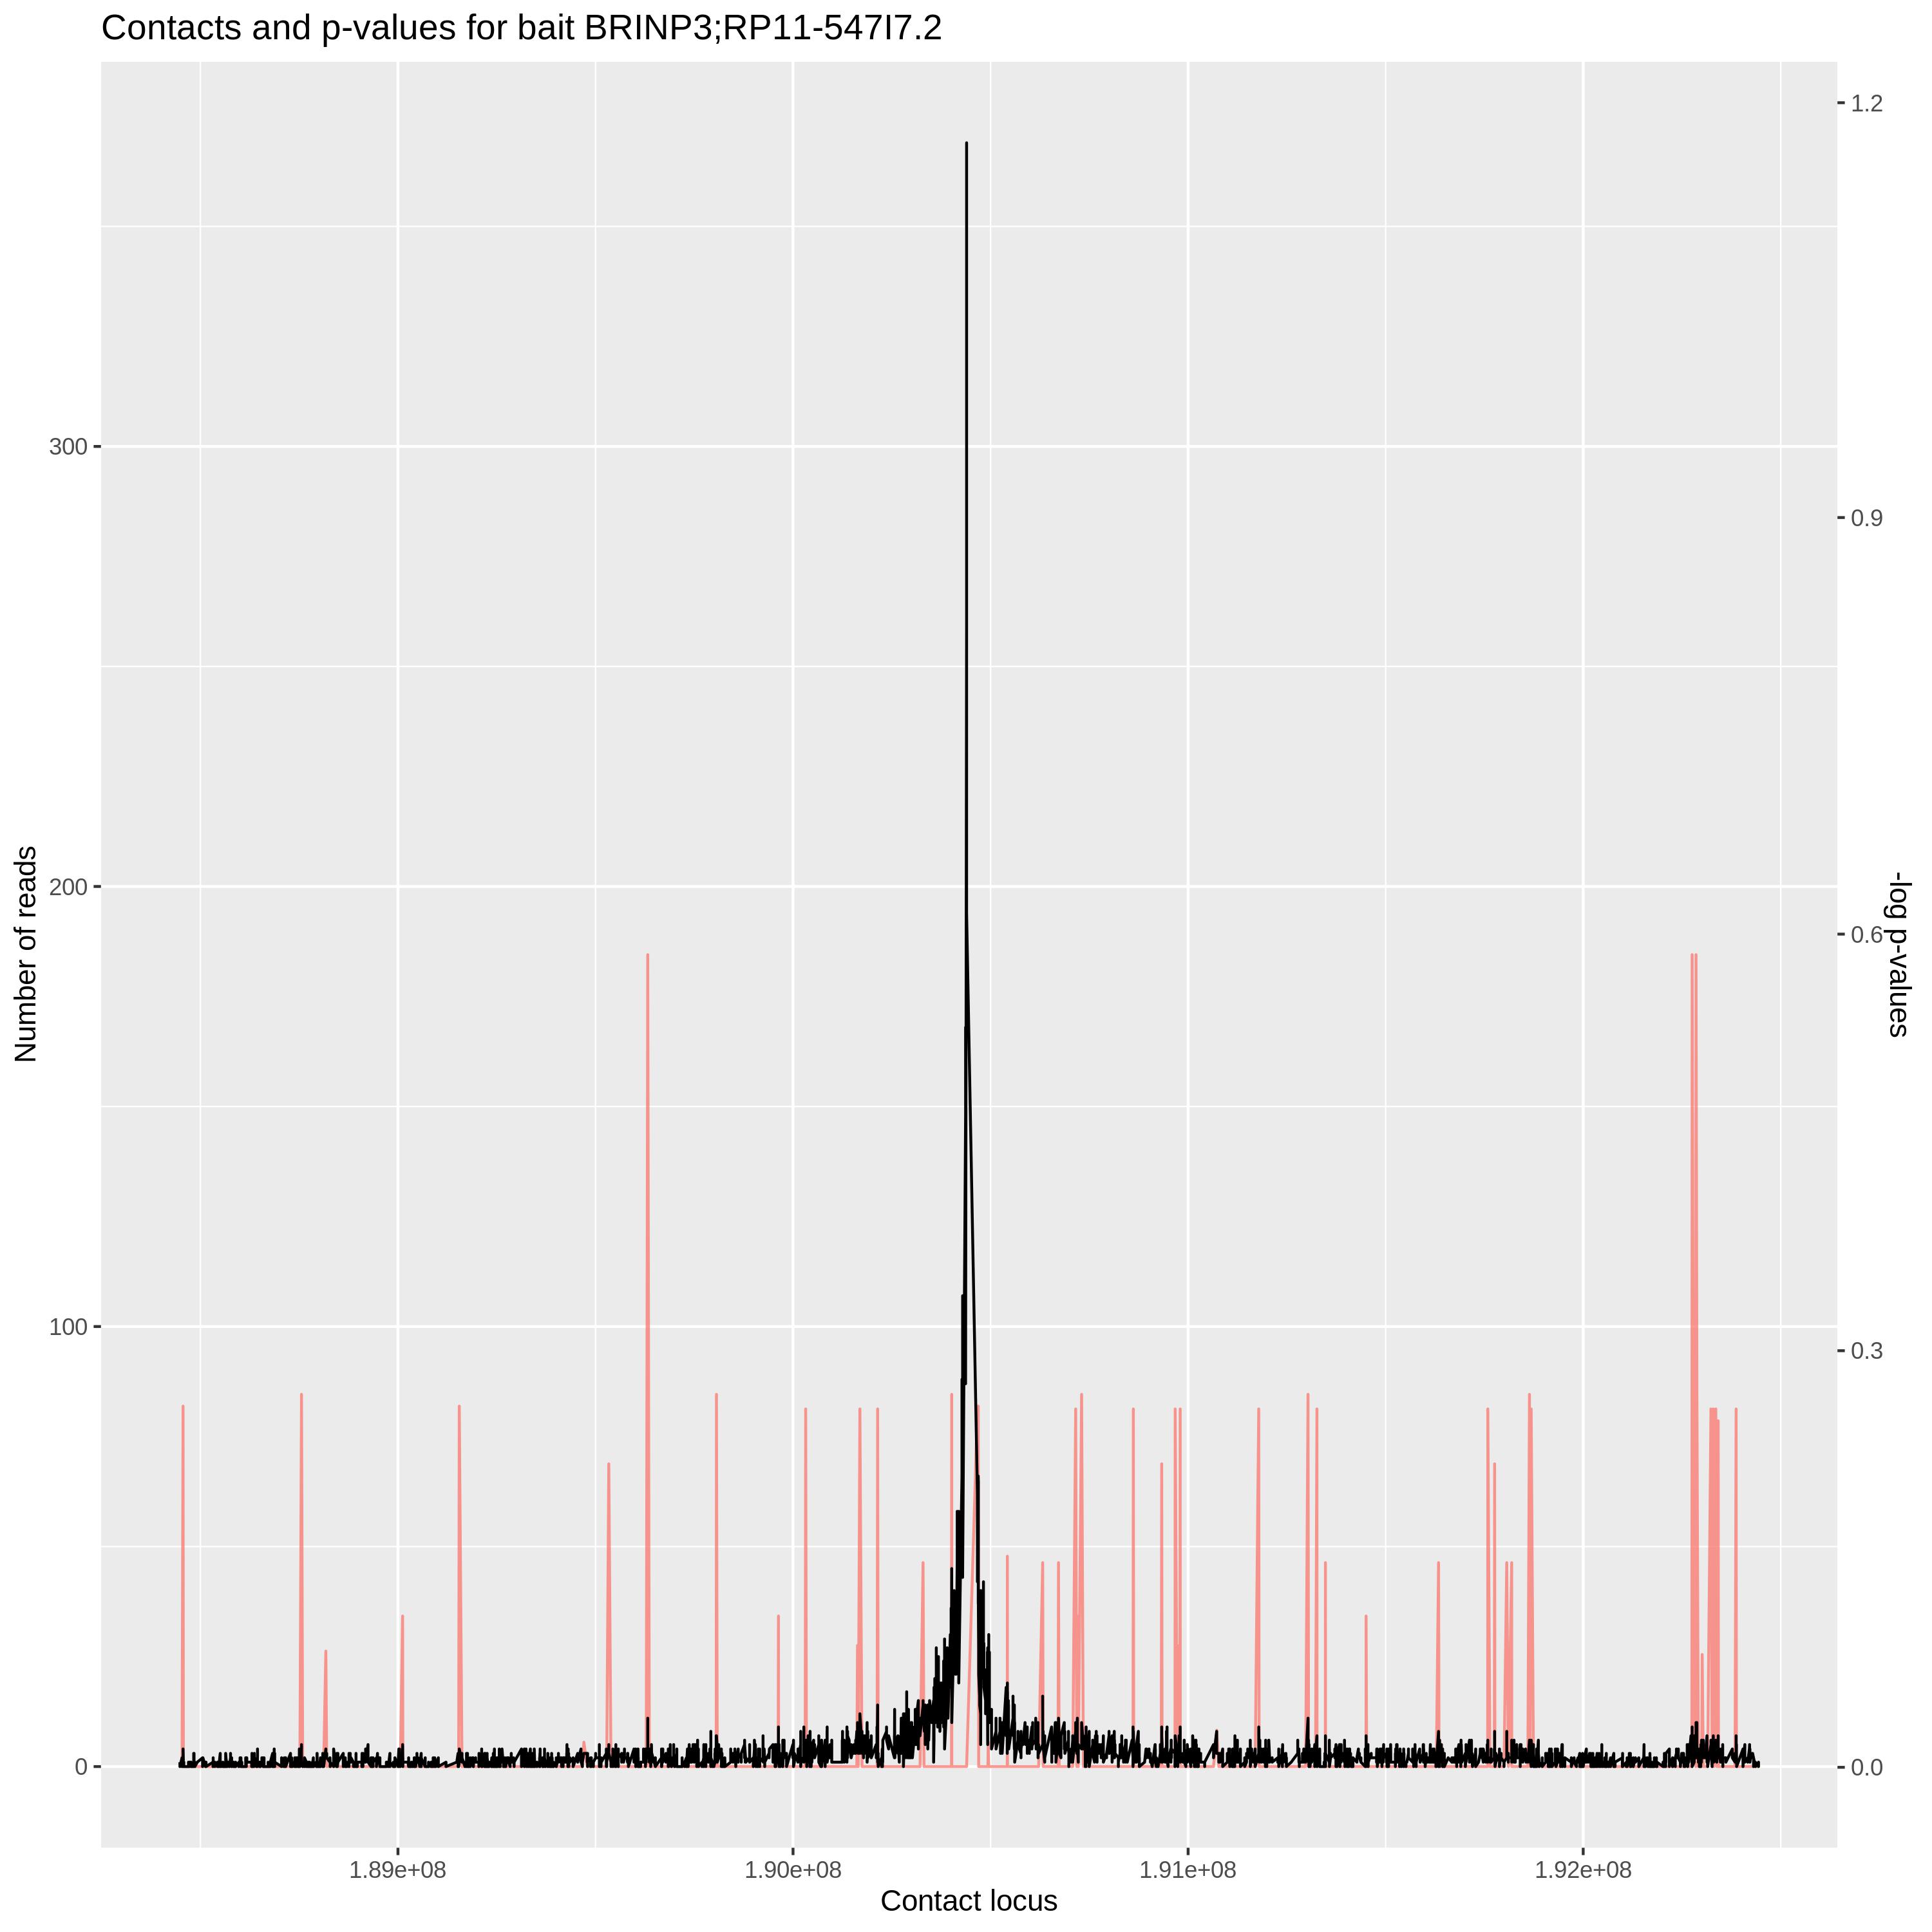 Contacts and p-values for bait BRINP3;RP11-547I7.2
1.2
300
0.9
200
0.6
Number of reads
-log p-values
100
0.3
0
0.0
1.89e+08
1.90e+08
1.91e+08
1.92e+08
Contact locus